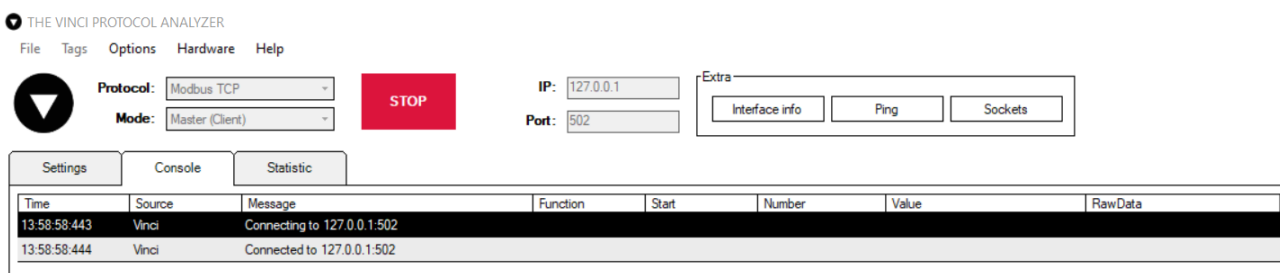 THE VINCI PROTOCOL ANALYZER
File Tags Options Hardware Help
Protocol: Modbus TCP
Mode: Master (Client)
STOP
IP: 127.0.0.1
Port: 502
Extra
Interface info Ping Sockets
Settings Console Statistic
Time Source Message Function Start Number Value RawData
13:58:58:443 Vinci Connecting to 127.0.0.1:502
13:58:58:444 Vinci Connected to 127.0.0.1:502